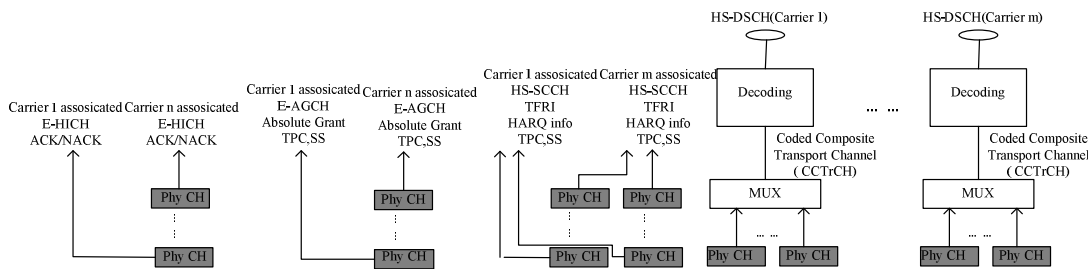 HS-DSCH(Carrier 1)
HS-DSCH(Carrier m)
Decoding
... ...
Decoding
Carrier 1 assosicated
E-HICH
ACK/NACK
Carrier n assosicated
E-HICH
ACK/NACK
Carrier 1 assosicated
E-AGCH
Absolute Grant
TPC,SS
Carrier n assosicated
E-AGCH
Absolute Grant
TPC,SS
Carrier 1 assosicated
HS-SCCH
TFRI
HARQ info
TPC,SS
Carrier m assosicated
HS-SCCH
TFRI
HARQ info
TPC,SS
Coded Composite
Transport Channel
( CCTrCH)
Coded Composite
Transport Channel
( CCTrCH)
MUX
MUX
Phy CH
Phy CH
Phy CH
Phy CH
... ...
... ...
Phy CH
Phy CH
Phy CH
Phy CH
Phy CH
Phy CH
Phy CH
Phy CH